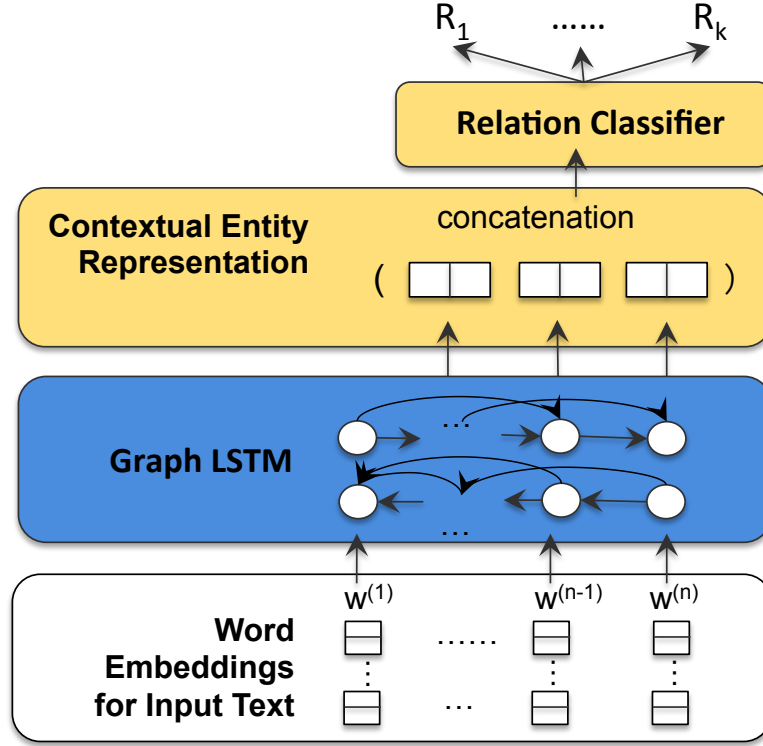 R1 ...... Rk
Relation Classifier
Contextual Entity
Representation
concatenation
( )
Graph LSTM
...
...
w(1) w(n-1) w(n)
Word
Embeddings
for Input Text
......
...